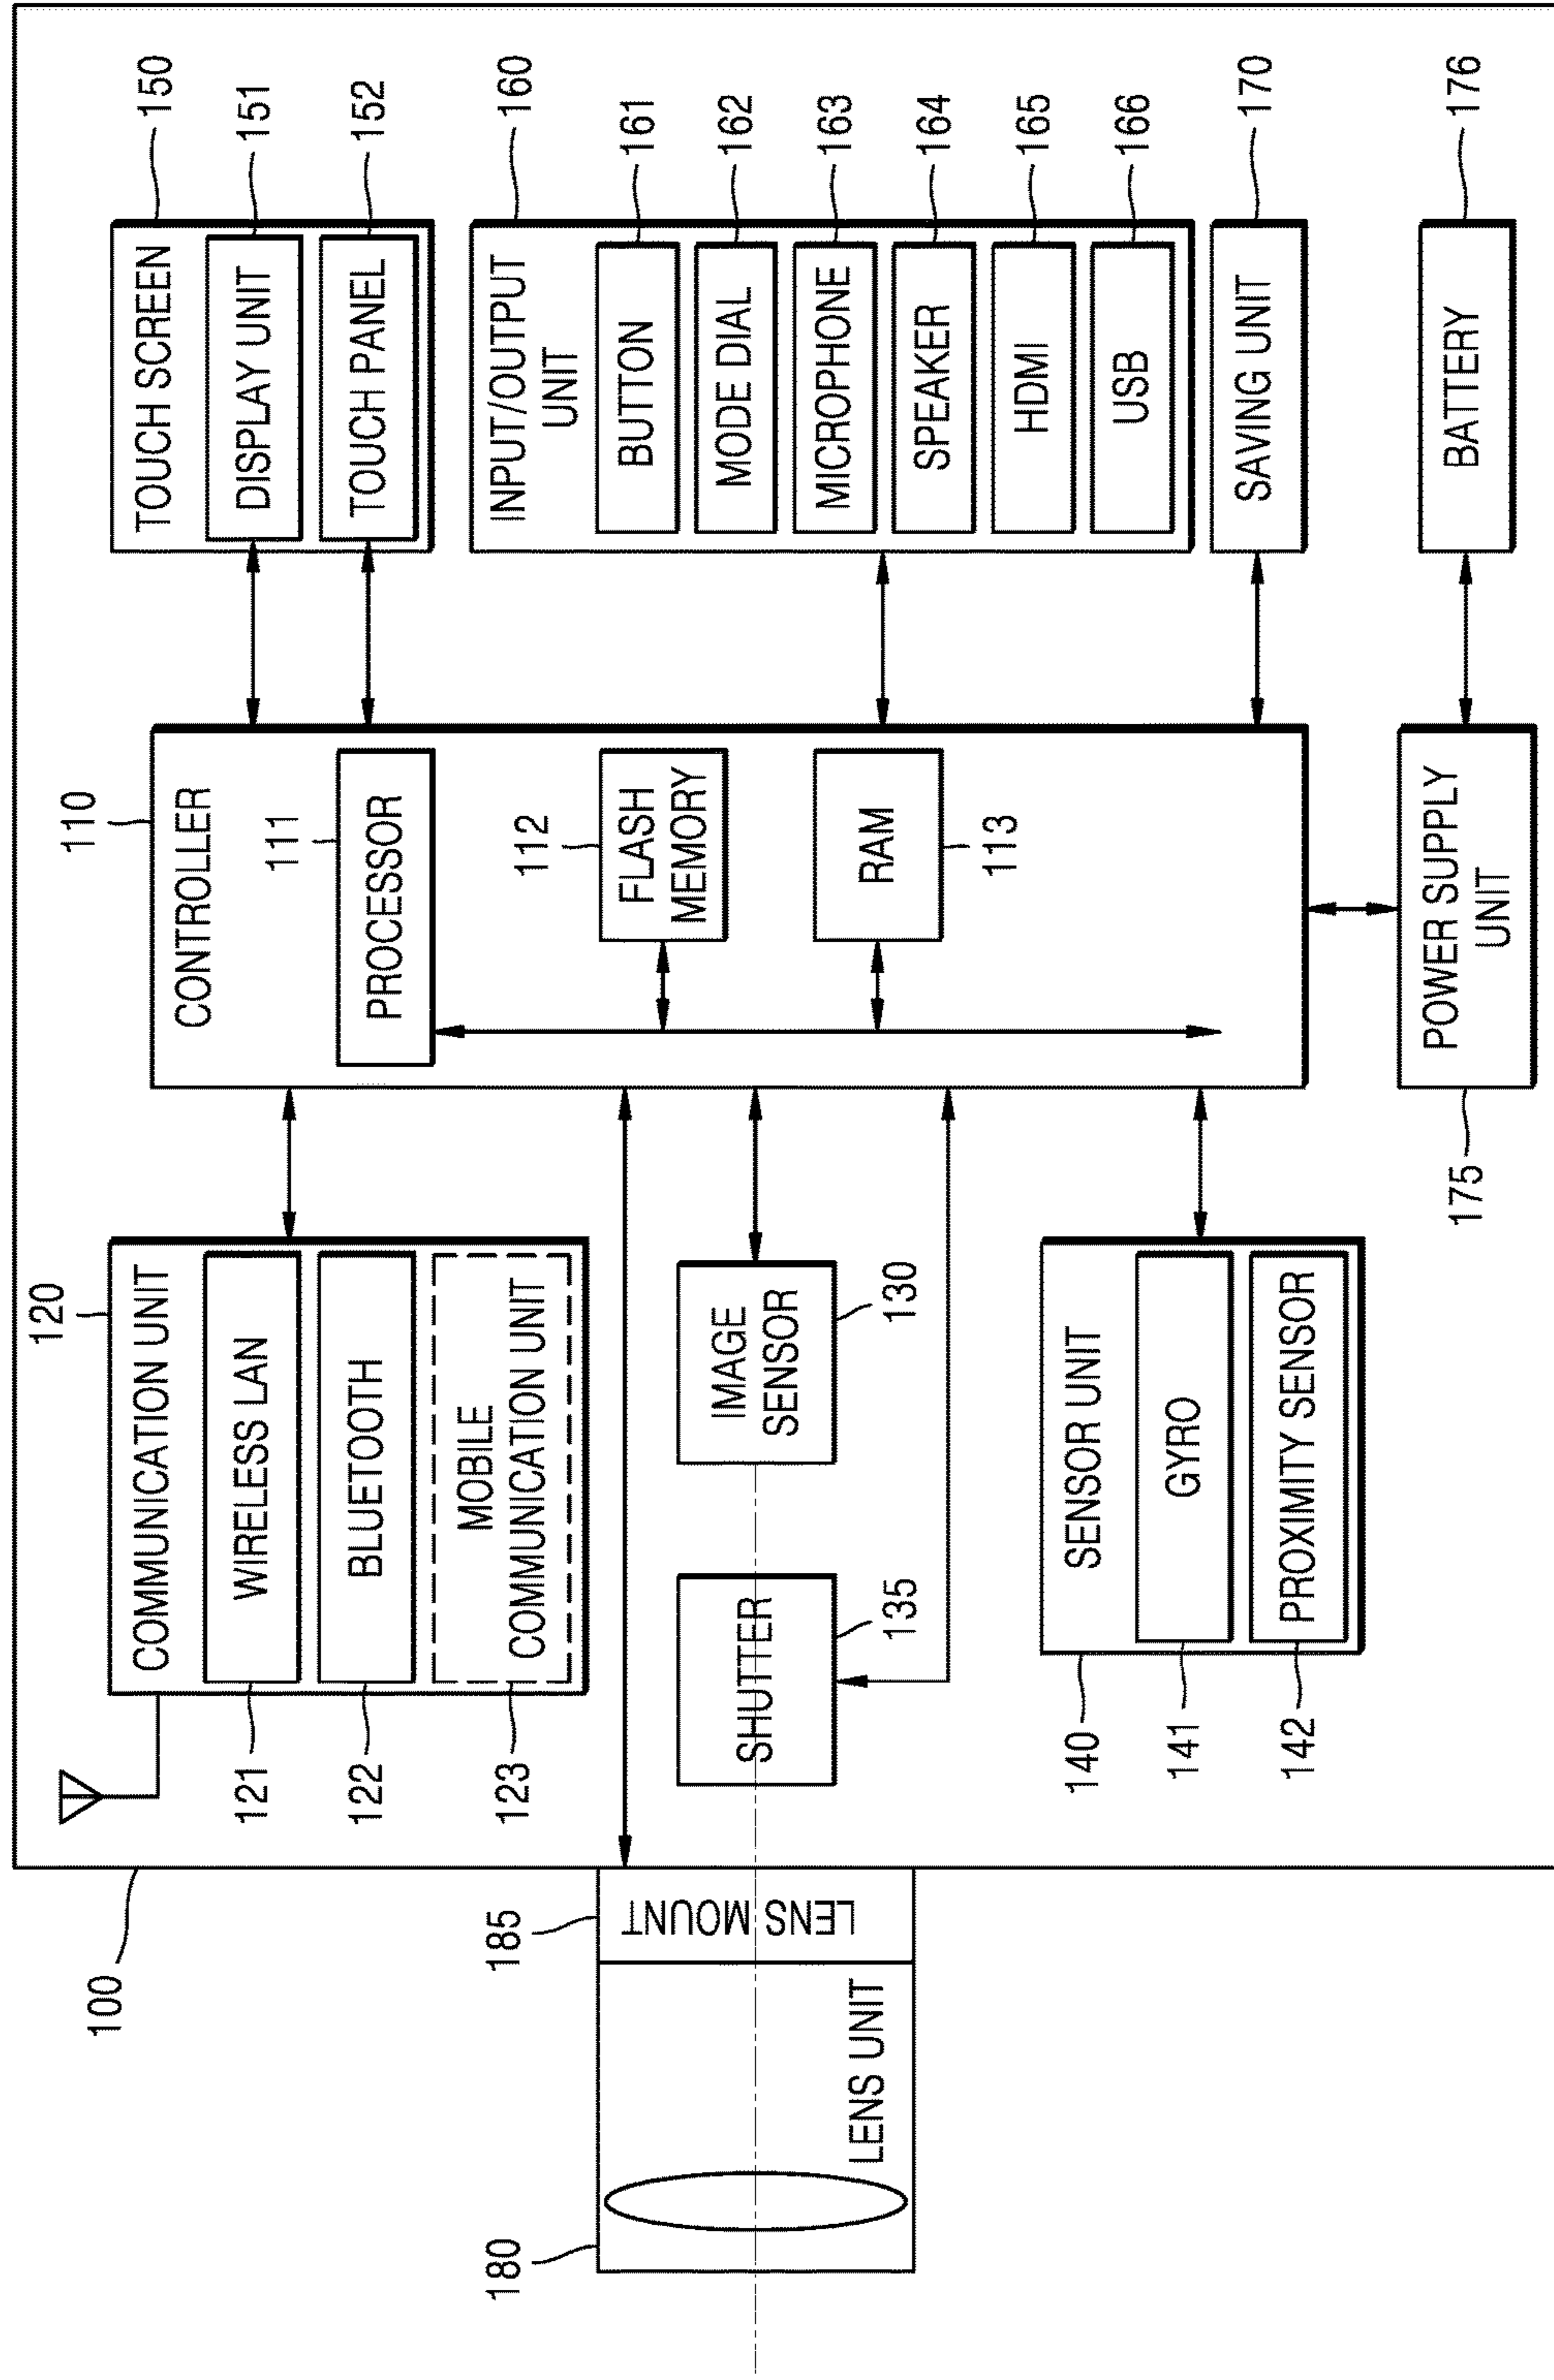 100
120
COMMUNICATION UNIT
121
WIRELESS LAN
122
BLUETOOTH
123
MOBILE
COMMUNICATION UNIT
180
LENS UNIT
185
LENS MOUNT
SHUTTER
135
IMAGE
SENSOR
130
140
SENSOR UNIT
141
GYRO
142
PROXIMITY SENSOR
110
CONTROLLER
111
PROCESSOR
112
FLASH
MEMORY
RAM
113
175
POWER SUPPLY
UNIT
TOUCH SCREEN
150
DISPLAY UNIT
151
TOUCH PANEL
152
INPUT/OUTPUT
UNIT
160
BUTTON
161
MODE DIAL
162
MICROPHONE
163
SPEAKER
164
HDMI
165
USB
166
SAVING UNIT
170
BATTERY
176